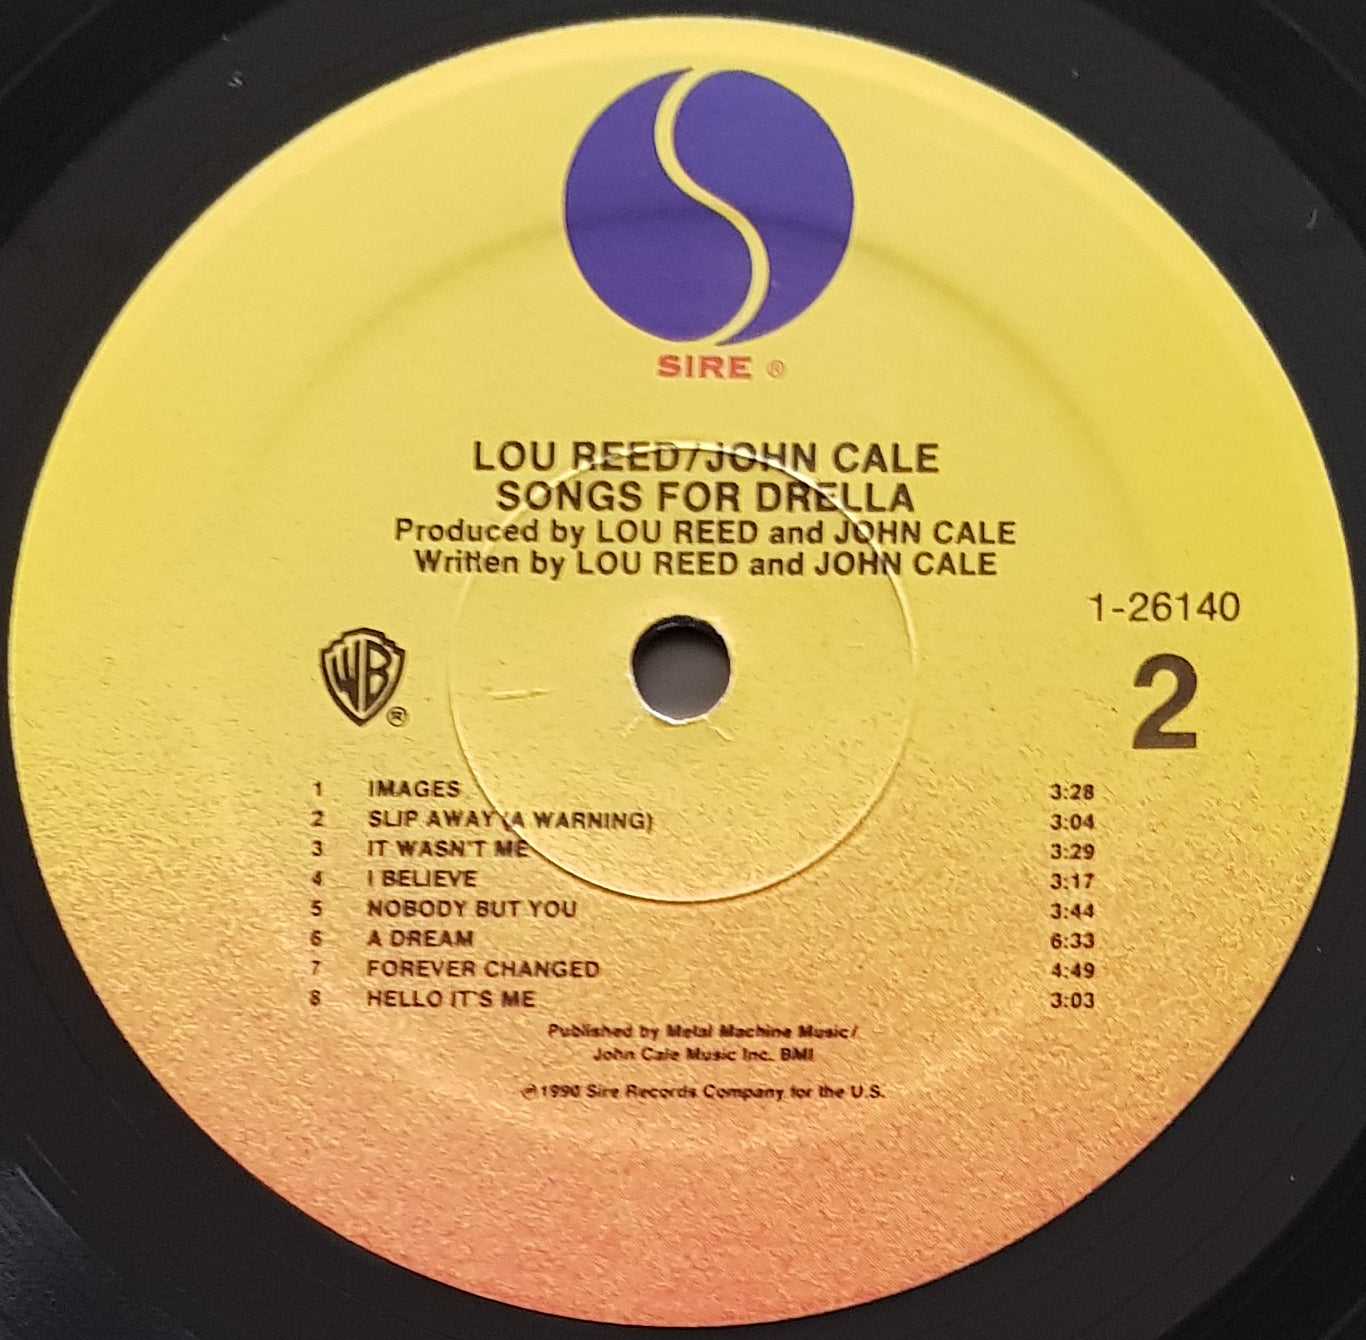 SIRE ®
LOU REED/JOHN CALE
SONGS FOR DRELLA
Produced by LOU REED and JOHN CALE
Written by LOU REED and JOHN CALE
1-26140
WB ®
2
1 IMAGES 3:28
2 SLIP AWAY (A WARNING) 3:04
3 IT WASN'T ME 3:29
4 I BELIEVE 3:17
5 NOBODY BUT YOU 3:44
6 A DREAM 6:33
7 FOREVER CHANGED 4:49
8 HELLO IT'S ME 3:03
Published by Metal Machine Music/
John Cale Music Inc. BMI
℗1990 Sire Records Company for the U.S.